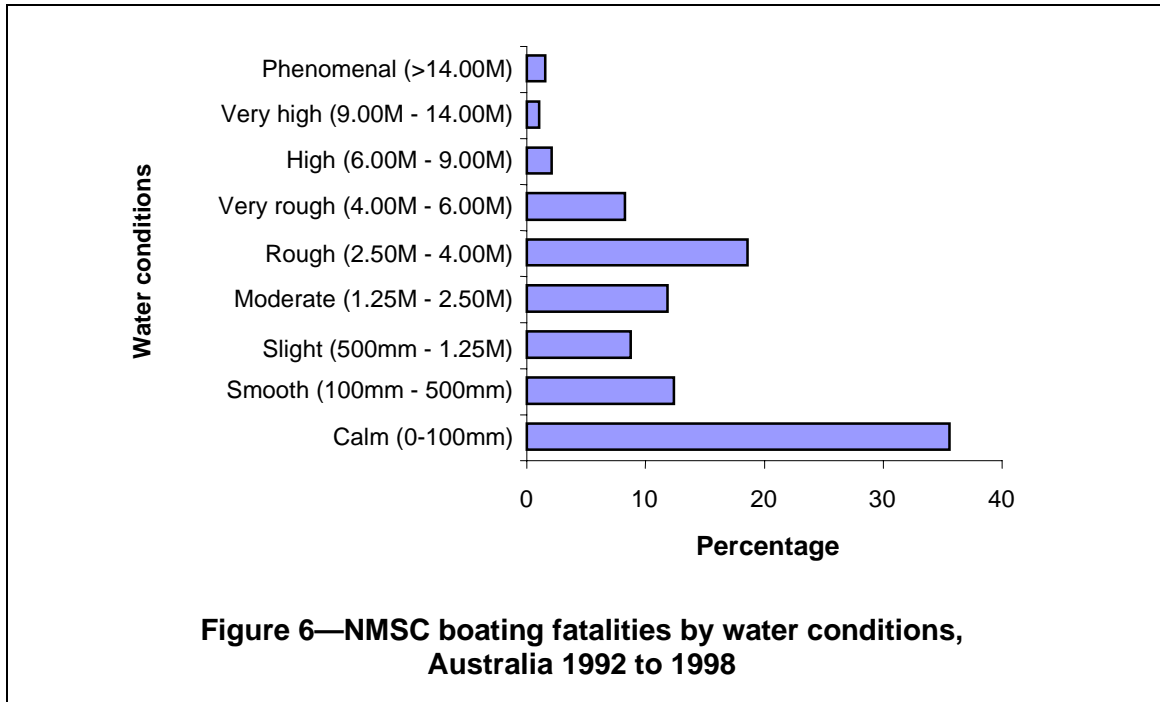 Water conditions
Phenomenal (>14.00M)
Very high (9.00M - 14.00M)
High (6.00M - 9.00M)
Very rough (4.00M - 6.00M)
Rough (2.50M - 4.00M)
Moderate (1.25M - 2.50M)
Slight (500mm - 1.25M)
Smooth (100mm - 500mm)
Calm (0-100mm)
0 10 20 30 40
Percentage
Figure 6—NMSC boating fatalities by water conditions,
Australia 1992 to 1998